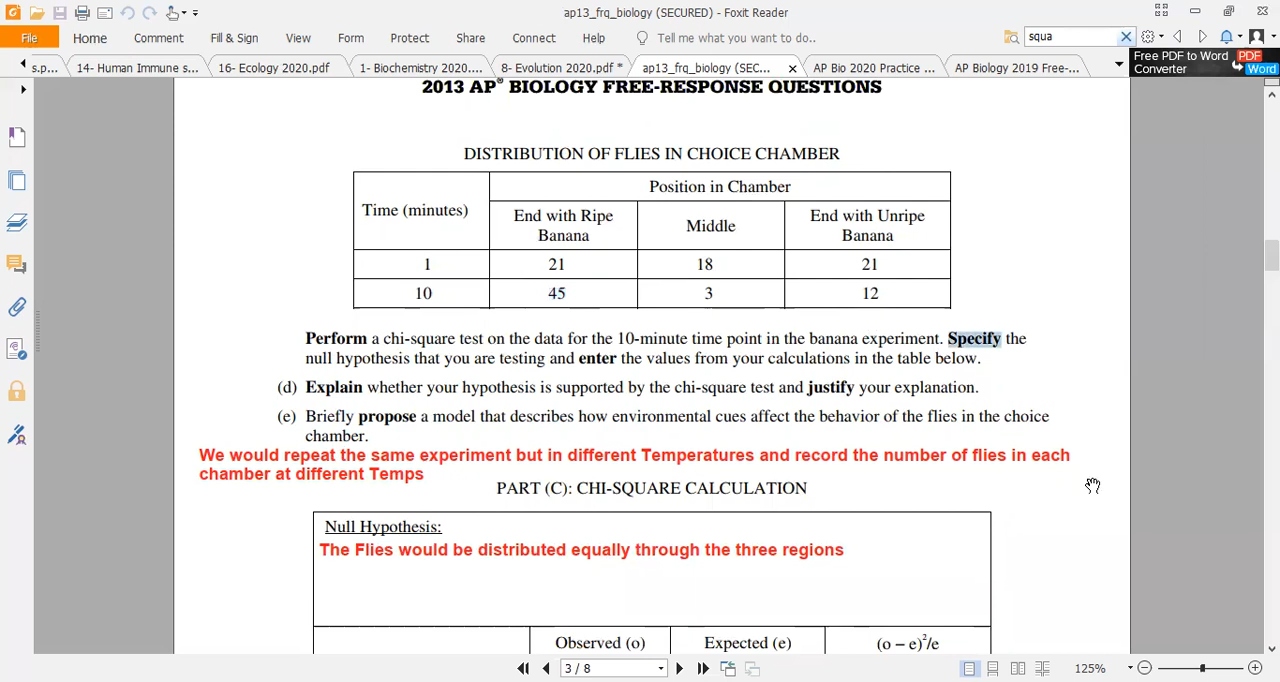 ap13_frq_biology (SECURED) - Foxit Reader
File Home Comment Fill & Sign View Form Protect Share Connect Help Tell me what you want to do.. squa
s.p... 14- Human Immune s... 16- Ecology 2020.pdf 1- Biochemistry 2020.... 8- Evolution 2020.pdf * ap13_frq_biology (SEC... AP Bio 2020 Practice ... AP Biology 2019 Free-...
Free PDF to Word Converter PDF Word
2013 AP® BIOLOGY FREE-RESPONSE QUESTIONS
DISTRIBUTION OF FLIES IN CHOICE CHAMBER
Time (minutes) Position in Chamber
End with Ripe Banana Middle End with Unripe Banana
1 21 18 21
10 45 3 12
Perform a chi-square test on the data for the 10-minute time point in the banana experiment. Specify the
null hypothesis that you are testing and enter the values from your calculations in the table below.
(d) Explain whether your hypothesis is supported by the chi-square test and justify your explanation.
(e) Briefly propose a model that describes how environmental cues affect the behavior of the flies in the choice
chamber.
We would repeat the same experiment but in different Temperatures and record the number of flies in each
chamber at different Temps
PART (C): CHI-SQUARE CALCULATION
Null Hypothesis:
The Flies would be distributed equally through the three regions
Observed (o) Expected (e) (o – e)²/e
3 / 8 125%